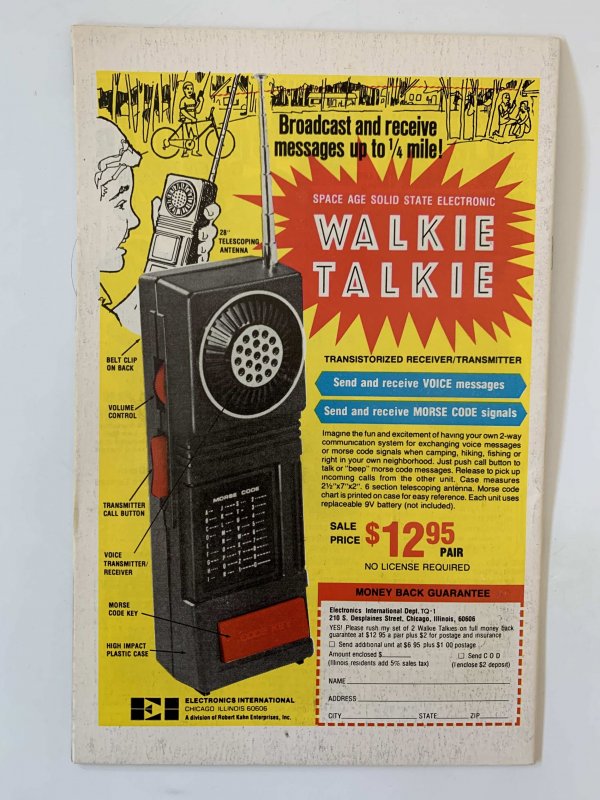 Broadcast and receive
messages up to 1/4 mile!
SPACE AGE SOLID STATE ELECTRONIC
WALKIE
TALKIE
28"
TELESCOPING
ANTENNA
BELT CLIP
ON BACK
VOLUME
CONTROL
TRANSMITTER
CALL BUTTON
VOICE
TRANSMITTER/
RECEIVER
MORSE
CODE KEY
HIGH IMPACT
PLASTIC CASE
MORSE CODE
TRANSISTORIZED RECEIVER/TRANSMITTER
Send and receive VOICE messages
Send and receive MORSE CODE signals
Imagine the fun and excitement of having your own 2-way
communication system for exchanging voice messages
or morse code signals when camping, hiking, fishing or
right in your own neighborhood. Just push call button to
talk or "beep" morse code messages. Release to pick up
incoming calls from the other unit. Case measures
2½"x7"x2". 6 section telescoping antenna. Morse code
chart is printed on case for easy reference. Each unit uses
replaceable 9V battery (not included).
SALE
PRICE $12.95
PAIR
NO LICENSE REQUIRED
MONEY BACK GUARANTEE
Electronics International Dept. TQ-1
210 S. Desplaines Street, Chicago, Illinois, 60606
YES! Please rush my set of 2 Walkie Talkies on full money back
guarantee at $12 95 a pair plus $2 for postage and insurance
Send additional unit at $6 95 plus $1 00 postage
Amount enclosed $ Send C O D
(Illinois residents add 5% sales tax) (I enclose $2 deposit)
NAME
ADDRESS
CITY STATE ZIP
EI
ELECTRONICS INTERNATIONAL
CHICAGO ILLINOIS 60606
A division of Robert Kahn Enterprises, Inc.